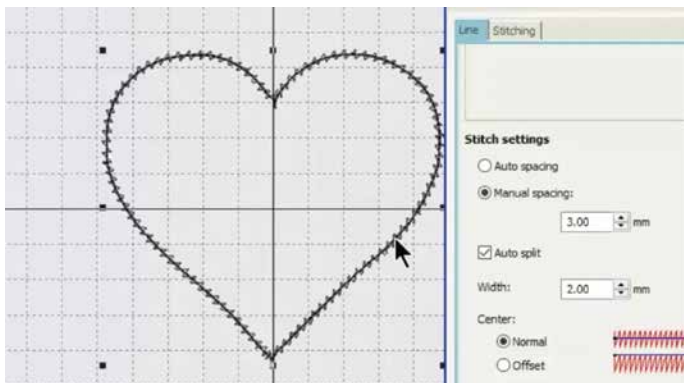 Line Stitching
Stitch settings
Auto spacing
Manual spacing:
3.00 mm
Auto split
Width: 2.00 mm
Center:
Normal
Offset